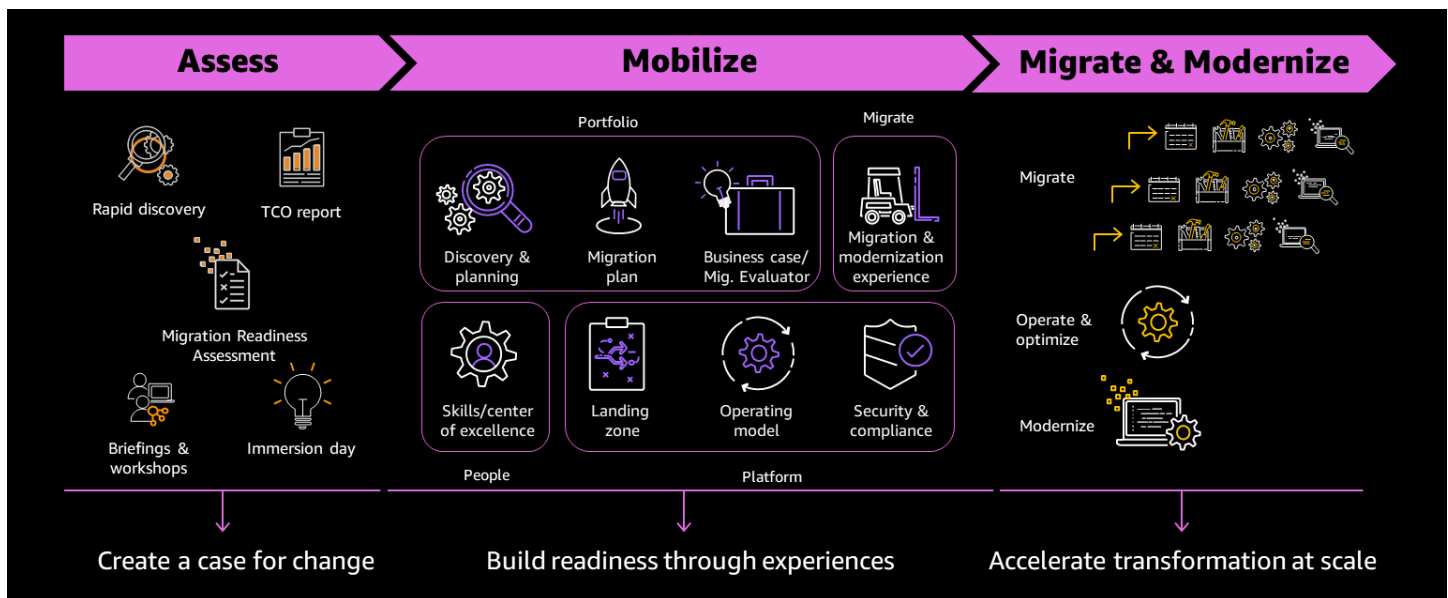 Assess
Mobilize
Migrate & Modernize
Rapid discovery
TCO report
Migration Readiness
Assessment
Briefings &
workshops
Immersion day
Portfolio
Migrate
Discovery &
planning
Migration
plan
Business case/
Mig. Evaluator
Migration &
modernization
experience
Skills/center
of excellence
Landing
zone
Operating
model
Security &
compliance
People
Platform
Migrate
Operate &
optimize
Modernize
Create a case for change
Build readiness through experiences
Accelerate transformation at scale